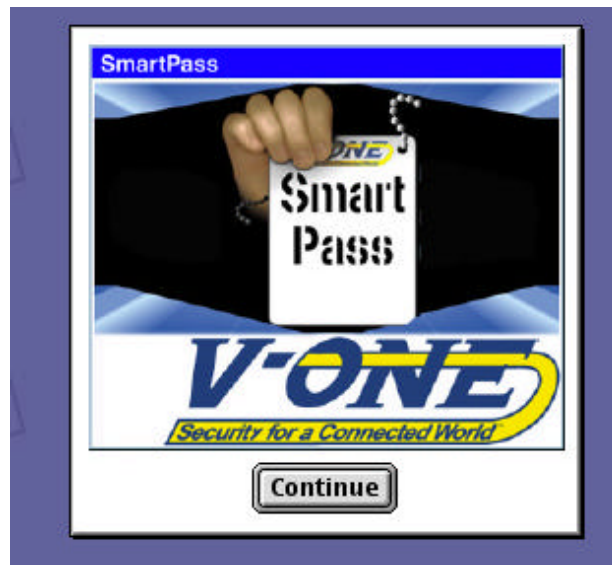 SmartPass
ONE
Smart
Pass
V-ONE
Security for a Connected World
Continue